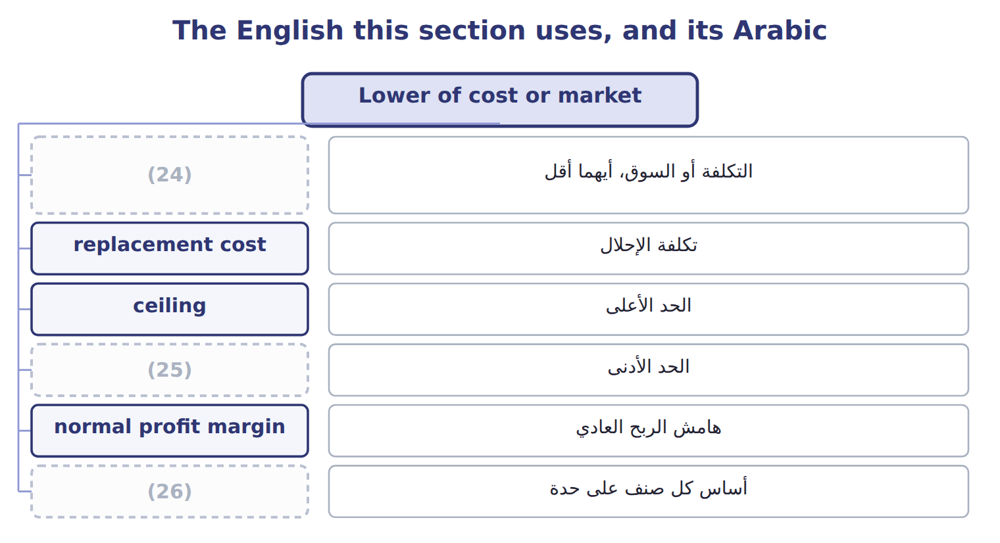 The English this section uses, and its Arabic
Lower of cost or market
(24)
التكلفة أو السوق، أيهما أقل
replacement cost
تكلفة الإحلال
ceiling
الحد الأعلى
(25)
الحد الأدنى
normal profit margin
هامش الربح العادي
(26)
أساس كل صنف على حدة